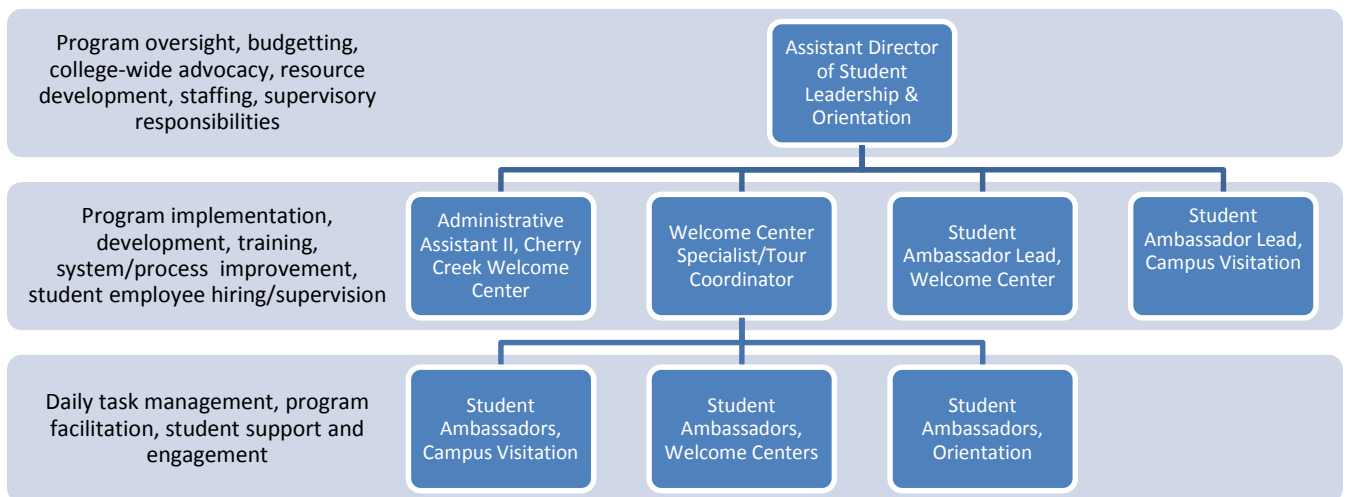 Program oversight, budgetting,
college-wide advocacy, resource
development, staffing, supervisory
responsibilities
Assistant Director
of Student
Leadership &
Orientation
Program implementation,
development, training,
system/process improvement,
student employee hiring/supervision
Administrative
Assistant II, Cherry
Creek Welcome
Center
Welcome Center
Specialist/Tour
Coordinator
Student
Ambassador Lead,
Welcome Center
Student
Ambassador Lead,
Campus Visitation
Daily task management, program
facilitation, student support and
engagement
Student
Ambassadors,
Campus Visitation
Student
Ambassadors,
Welcome Centers
Student
Ambassadors,
Orientation